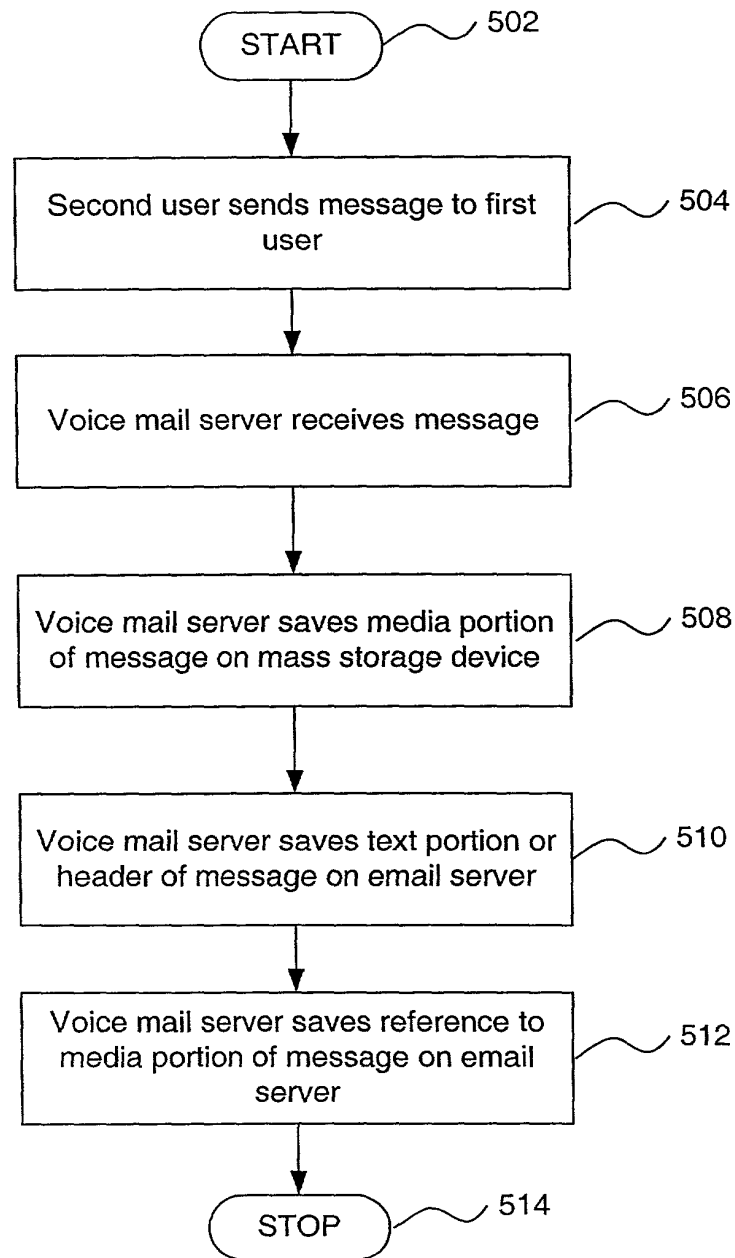 START
502
Second user sends message to first
user
504
Voice mail server receives message
506
Voice mail server saves media portion
of message on mass storage device
508
Voice mail server saves text portion or
header of message on email server
510
Voice mail server saves reference to
media portion of message on email
server
512
STOP
514